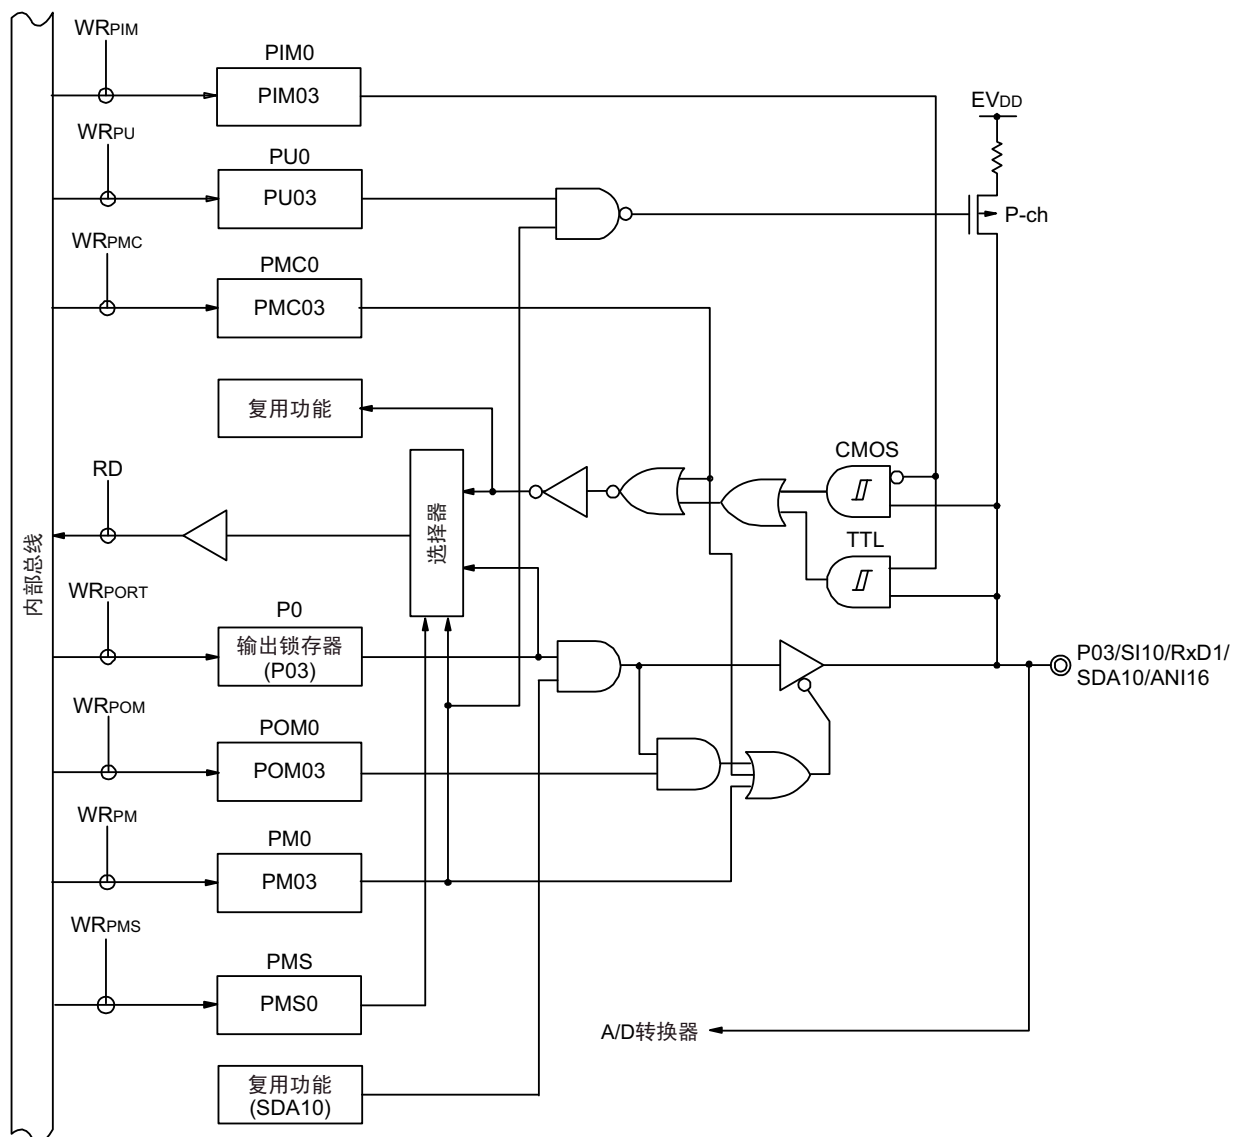 WRPIM
PIM0
PIM03
EVDD
WRPU
PU0
PU03
P-ch
WRPMC
PMC0
PMC03
复用功能
CMOS
RD
选择器
TTL
内部总线
WRPORT
P0
输出锁存器
(P03)
P03/SI10/RxD1/
SDA10/ANI16
WRPOM
POM0
POM03
WRPM
PM0
PM03
WRPMS
PMS
PMS0
A/D转换器
复用功能
(SDA10)